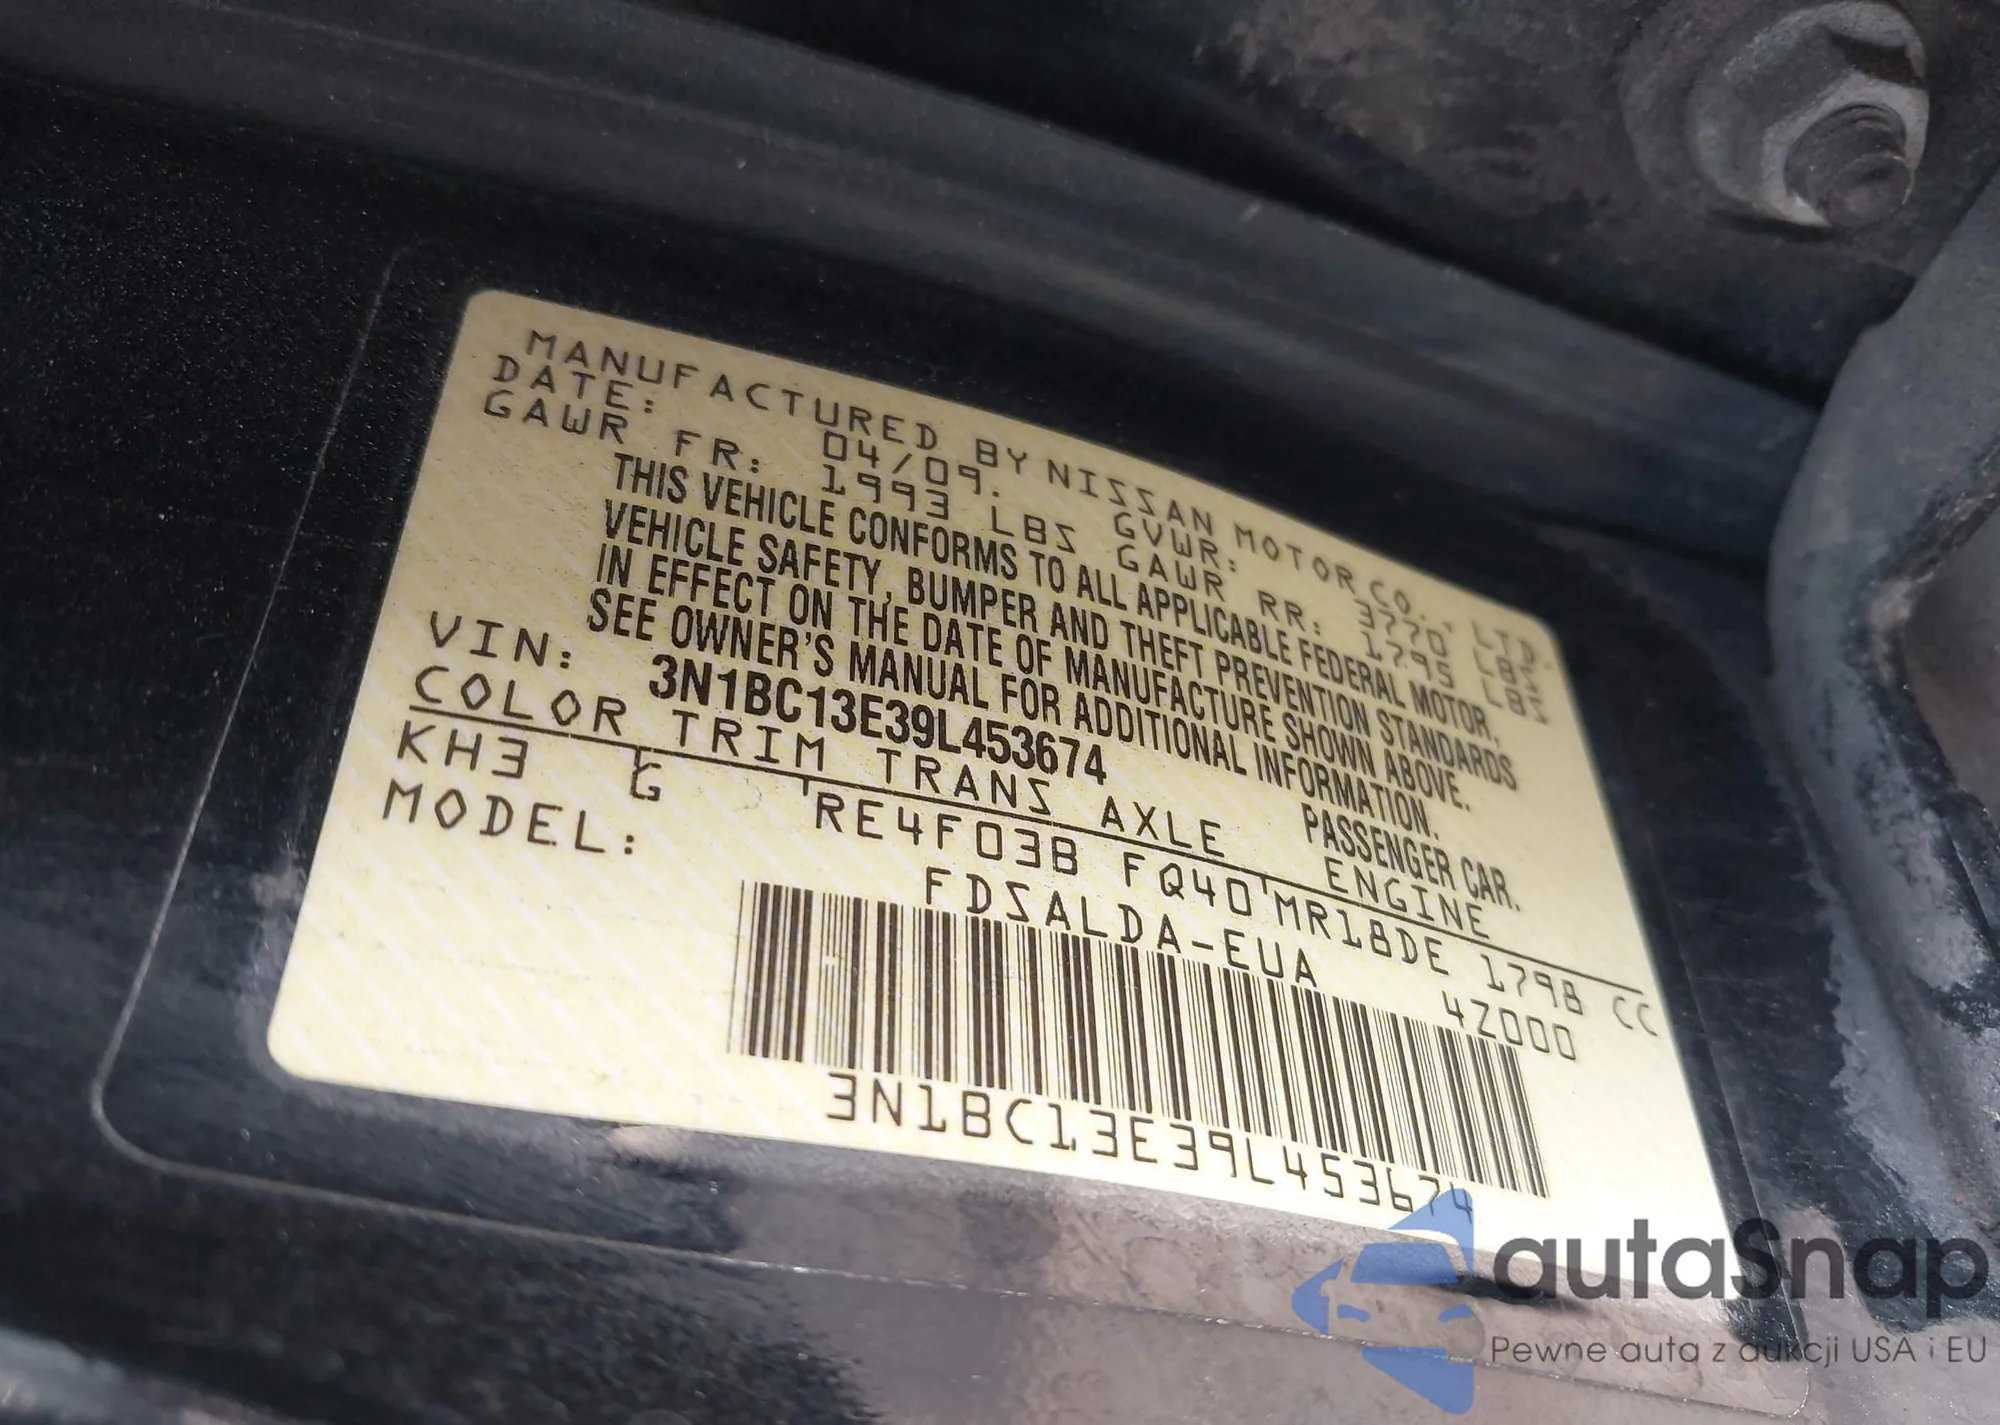 MANUFACTURED BY NISSAN MOTOR CO., LTD.
DATE: 04/09. GVWR: 3770 LBS
GAWR FR: 1993 LBS GAWR RR: 1795 LBS
THIS VEHICLE CONFORMS TO ALL APPLICABLE FEDERAL MOTOR,
VEHICLE SAFETY, BUMPER AND THEFT PREVENTION STANDARDS
IN EFFECT ON THE DATE OF MANUFACTURE SHOWN ABOVE.
SEE OWNER'S MANUAL FOR ADDITIONAL INFORMATION.
VIN: 3N1BC13E39L453674 PASSENGER CAR.
COLOR TRIM TRANS AXLE ENGINE
KH3 G RE4F03B FQ40 MR18DE 1798 CC
MODEL: FDSALDA-EUA 4Z000
3N1BC13E39L453674
autaSnap
Pewne auta z aukcji USA i EU